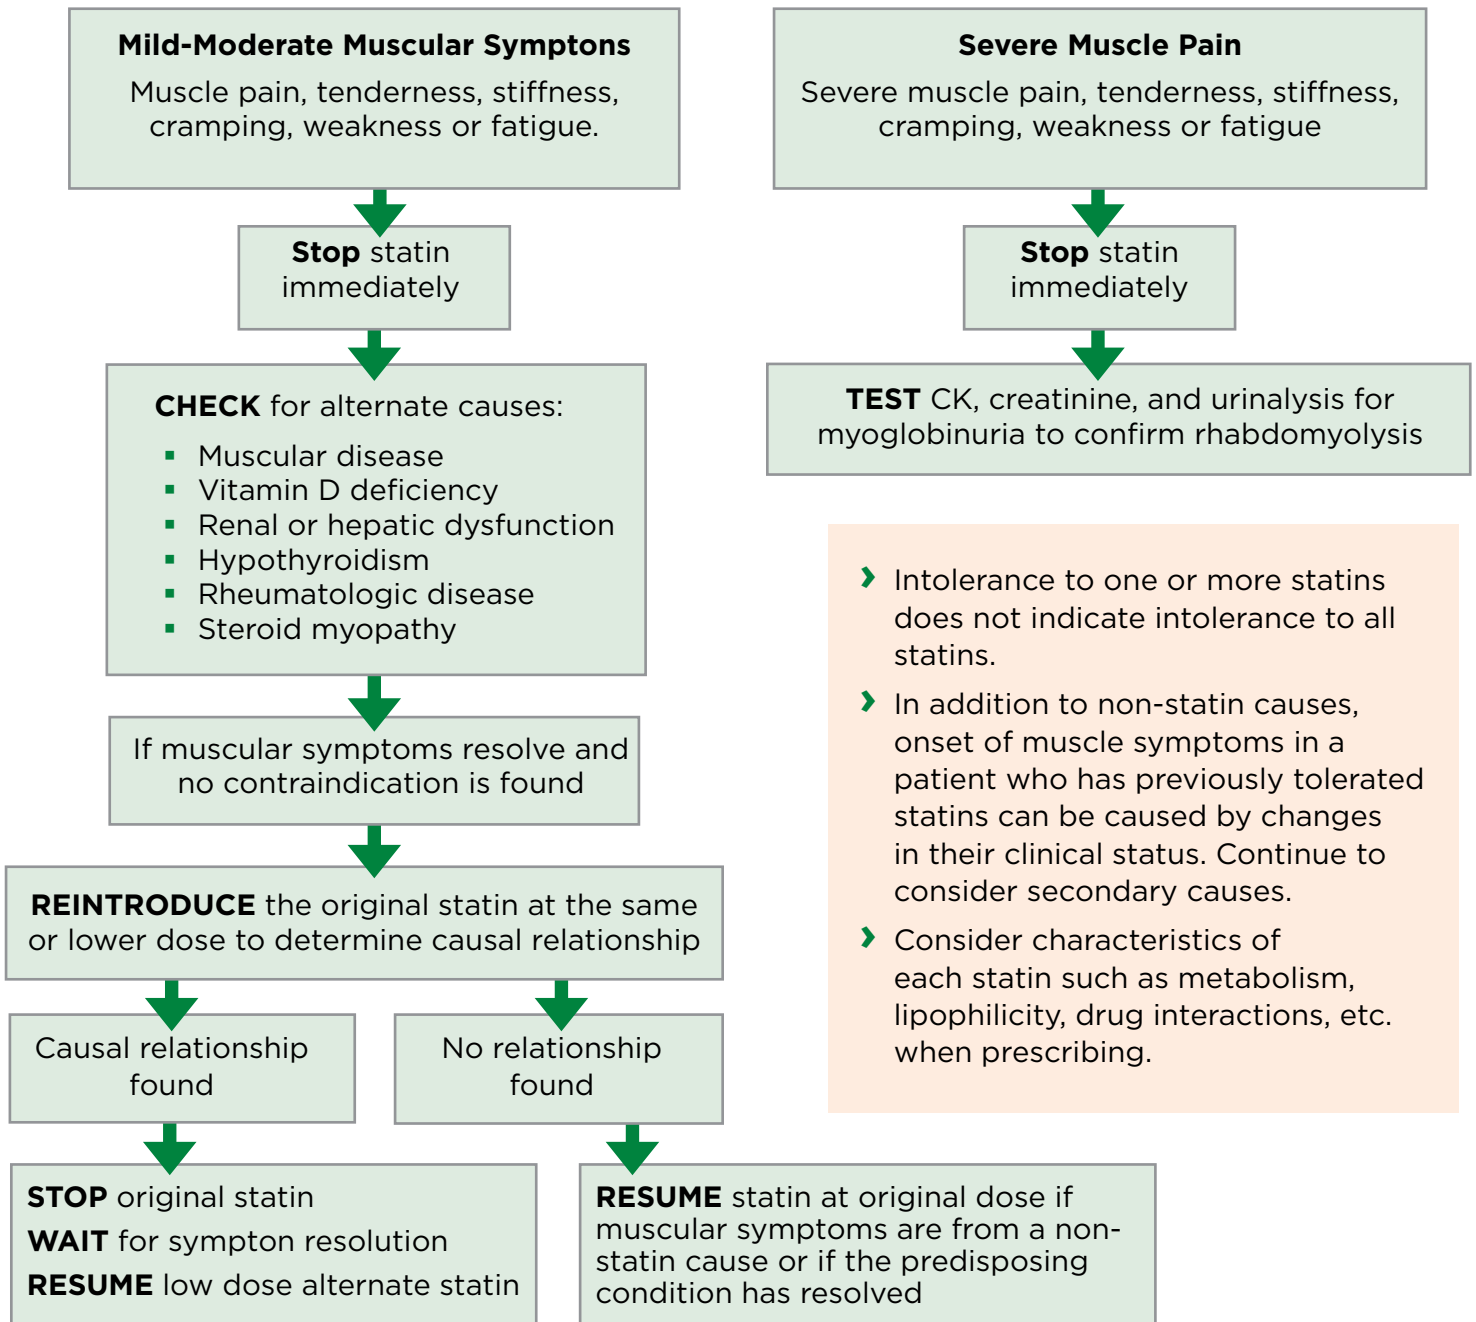 Mild-Moderate Muscular Symptons
Muscle pain, tenderness, stiffness,
cramping, weakness or fatigue.
Stop statin
immediately
CHECK for alternate causes:
▪ Muscular disease
▪ Vitamin D deficiency
▪ Renal or hepatic dysfunction
▪ Hypothyroidism
▪ Rheumatologic disease
▪ Steroid myopathy
If muscular symptoms resolve and
no contraindication is found
REINTRODUCE the original statin at the same
or lower dose to determine causal relationship
Causal relationship
found
No relationship
found
STOP original statin
WAIT for sympton resolution
RESUME low dose alternate statin
RESUME statin at original dose if
muscular symptoms are from a non-
statin cause or if the predisposing
condition has resolved
Severe Muscle Pain
Severe muscle pain, tenderness, stiffness,
cramping, weakness or fatigue
Stop statin
immediately
TEST CK, creatinine, and urinalysis for
myoglobinuria to confirm rhabdomyolysis
› Intolerance to one or more statins
does not indicate intolerance to all
statins.
› In addition to non-statin causes,
onset of muscle symptoms in a
patient who has previously tolerated
statins can be caused by changes
in their clinical status. Continue to
consider secondary causes.
› Consider characteristics of
each statin such as metabolism,
lipophilicity, drug interactions, etc.
when prescribing.